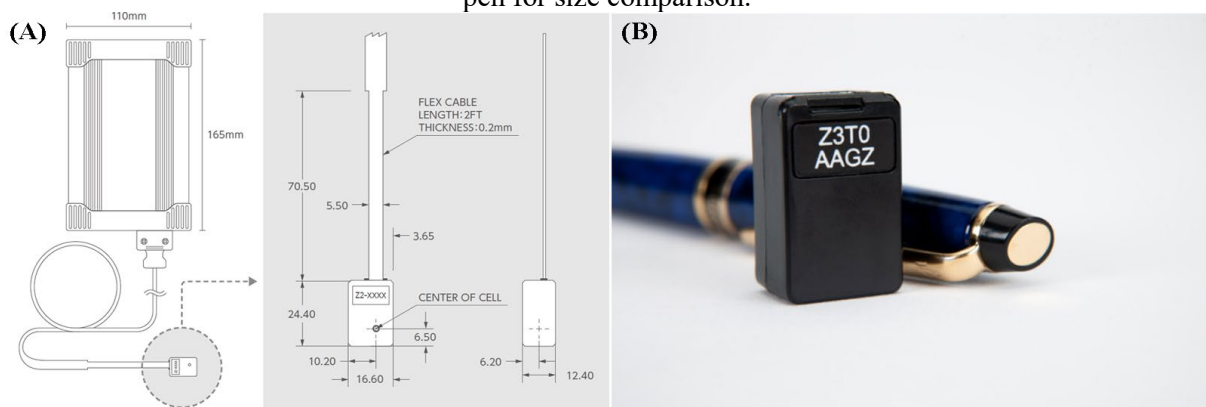 pen for size comparison.
(A)
110mm
165mm
FLEX CABLE
LENGTH:2FT
THICKNESS:0.2mm
70.50
5.50
3.65
Z2-XXXX
CENTER OF CELL
24.40
6.50
10.20
16.60
6.20
12.40
(B)
Z3T0
AAGZ